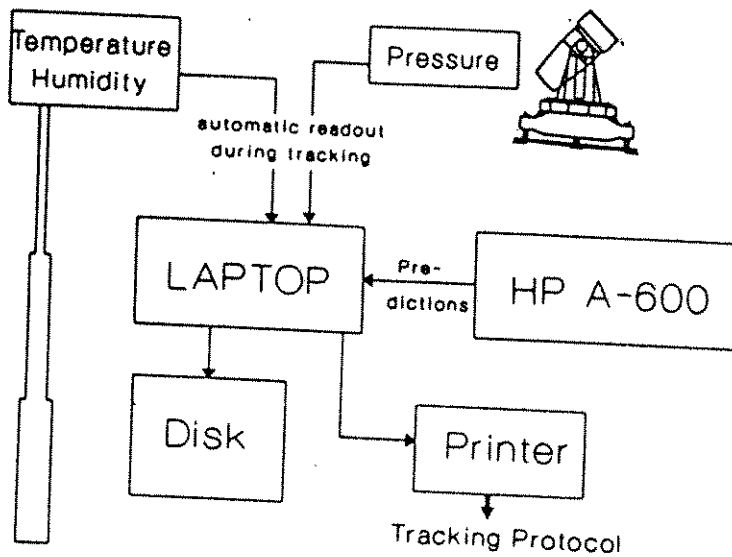 Temperature
Humidity
Pressure
automatic readout
during tracking
LAPTOP
Pre-
dictions
HP A-600
Disk
Printer
Tracking Protocol